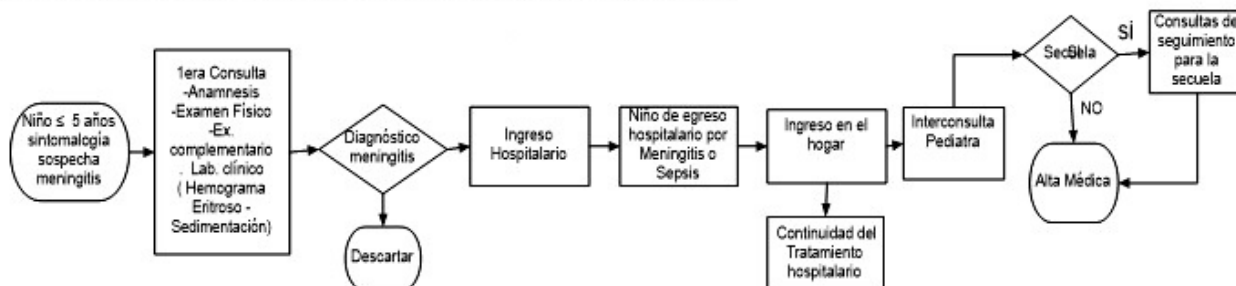 Niño ≤ 5 años
sintomalogía
sospecha
meningitis
1era Consulta
-Anamnesis
-Examen Físico
-Ex.
complementario
. Lab. clínico
( Hemograma
Eritroso -
Sedimentación)
Diagnóstico
meningitis
Descartar
Ingreso
Hospitalario
Niño de egreso
hospitalario por
Meningitis o
Sepsis
Ingreso en el
hogar
Continuidad del
Tratamiento
hospitalario
Interconsulta
Pediatra
SÍ
NO
Consultas de
seguimiento
para la
secuela
Alta Médica